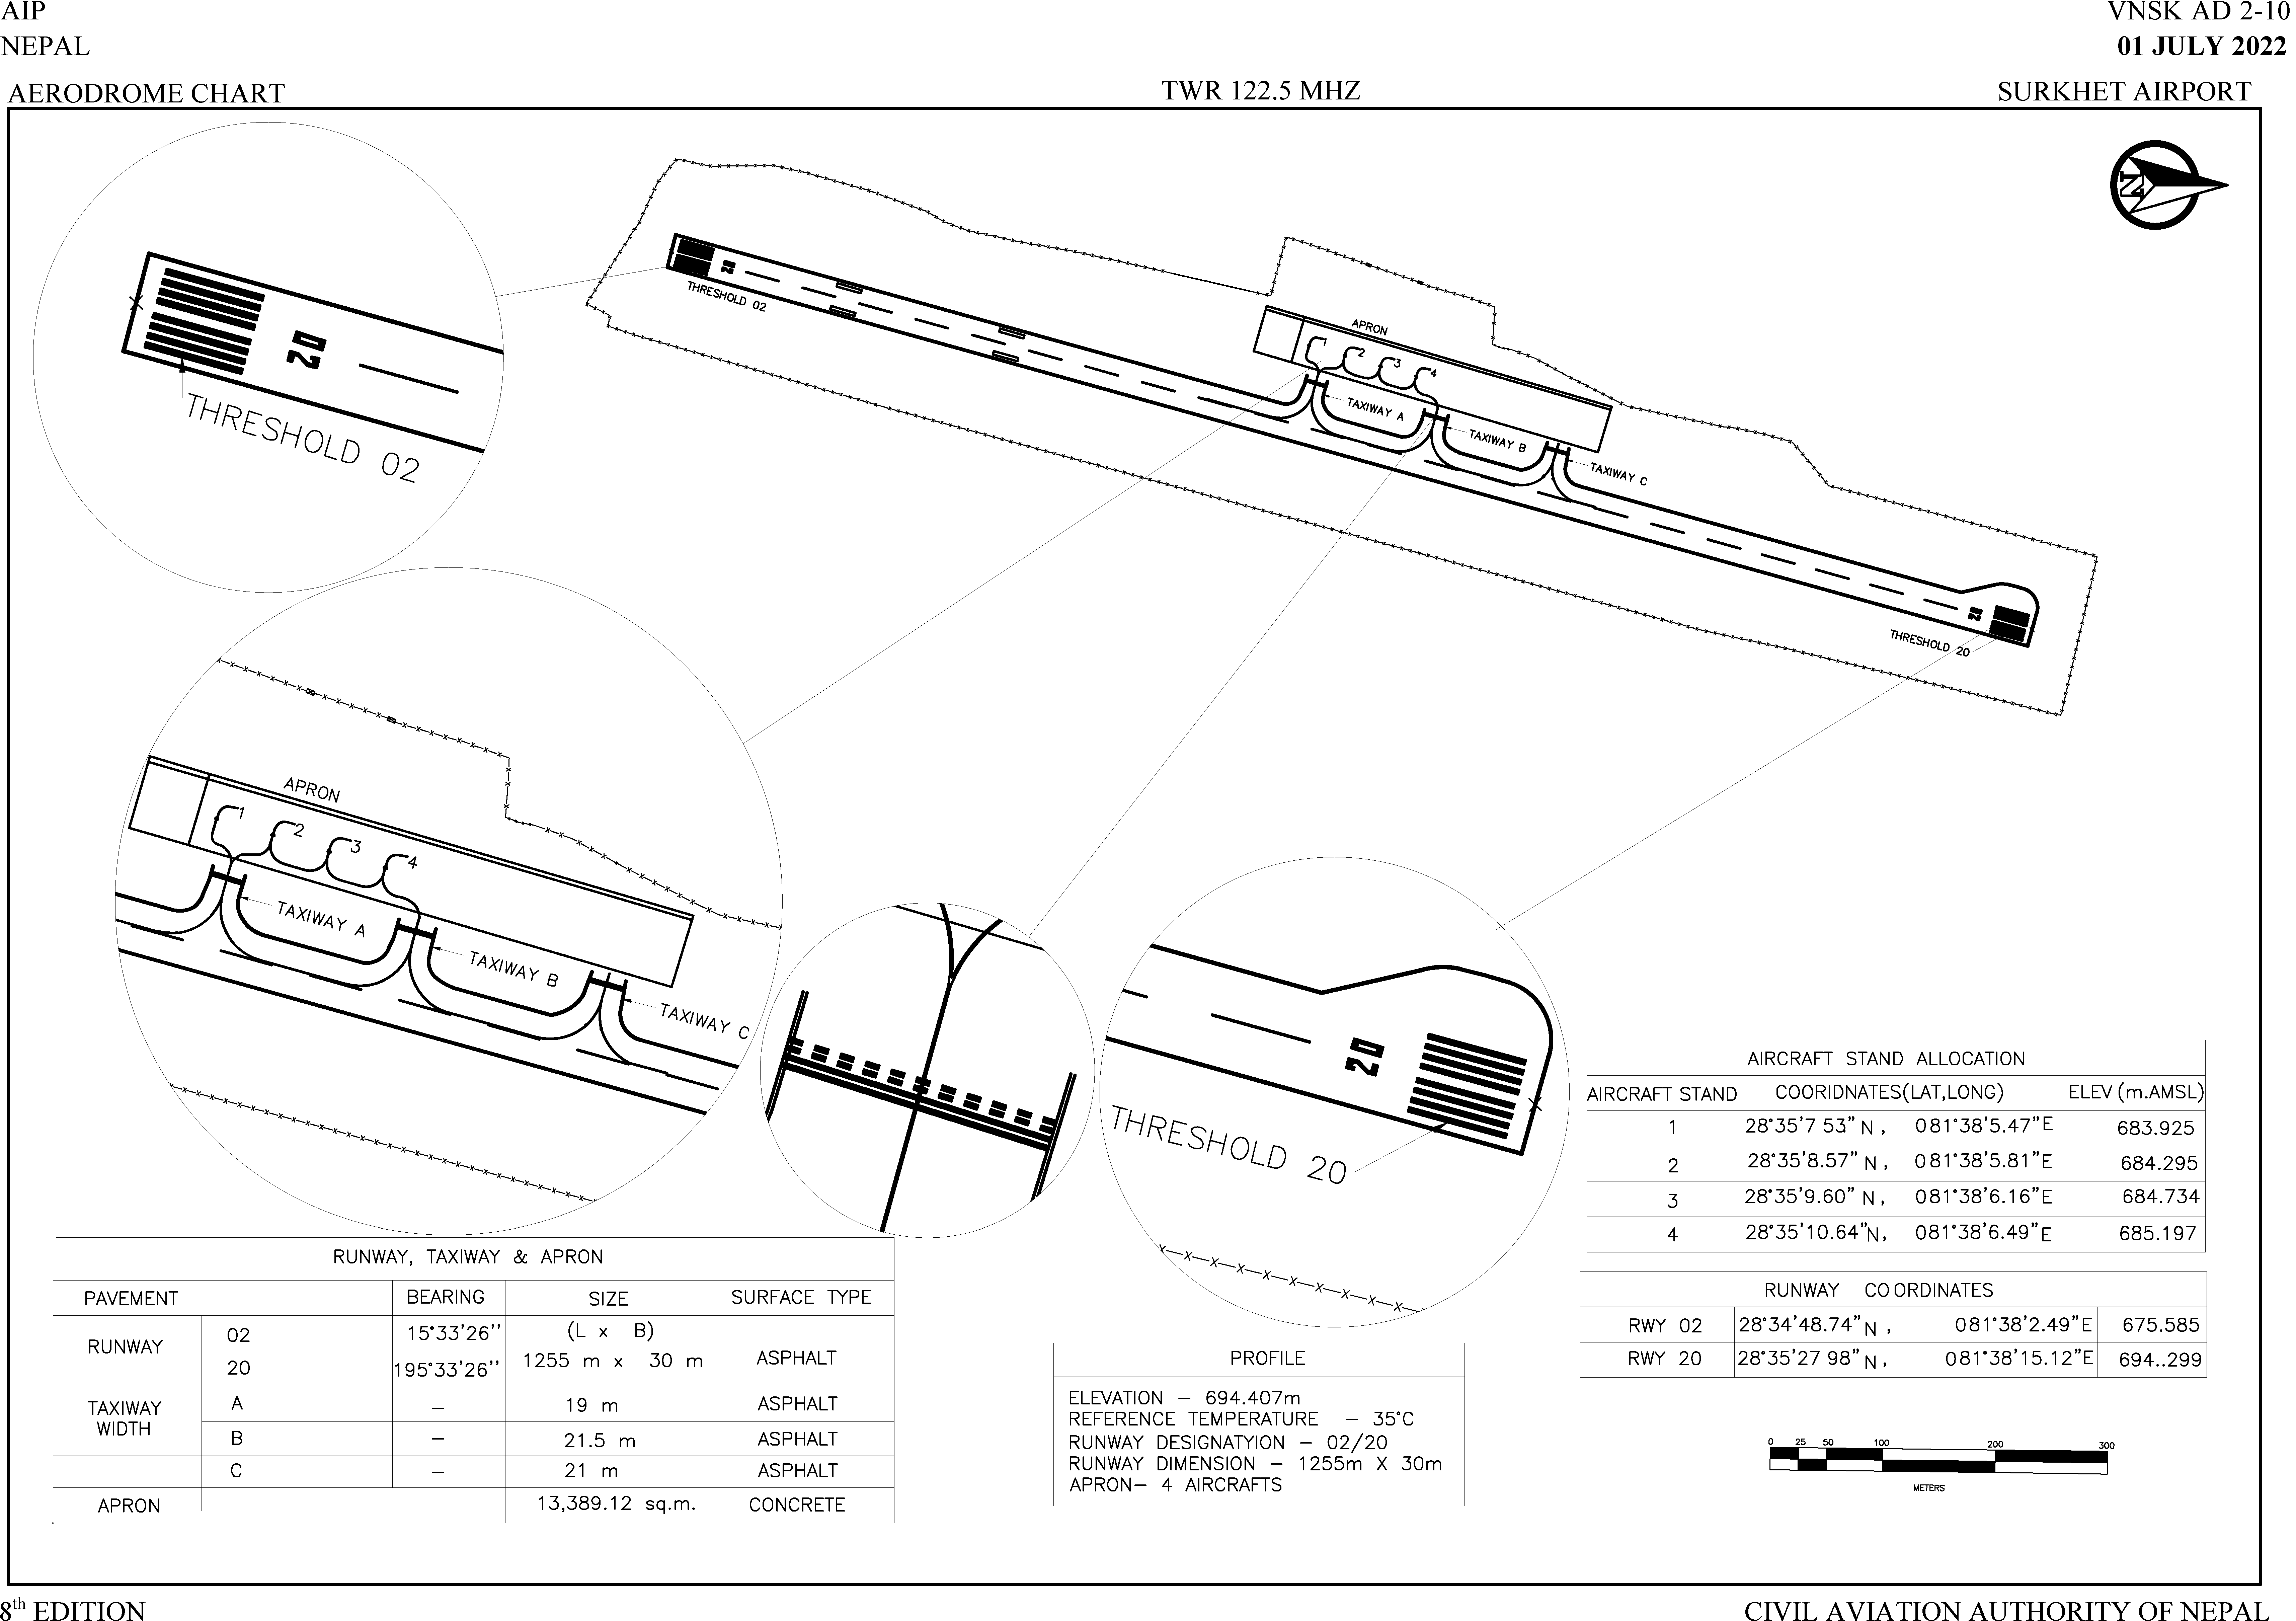 AIP
NEPAL
VNSK AD 2-10
01 JULY 2022
AERODROME CHART
TWR 122.5 MHZ
SURKHET AIRPORT
N
02
THRESHOLD 02
02
THRESHOLD 02
APRON
1
2
3
4
TAXIWAY A
TAXIWAY B
TAXIWAY C
20
THRESHOLD 20
APRON
1
2
3
4
TAXIWAY A
TAXIWAY B
TAXIWAY C
20
THRESHOLD 20
AIRCRAFT STAND ALLOCATION
AIRCRAFT STAND COORIDNATES(LAT,LONG) ELEV (m.AMSL)
1 28°35'7 53" N , 081°38'5.47"E 683.925
2 28°35'8.57" N , 081°38'5.81"E 684.295
3 28°35'9.60" N , 081°38'6.16"E 684.734
4 28°35'10.64"N, 081°38'6.49"E 685.197
RUNWAY COORDINATES
RWY 02 28°34'48.74"N , 081°38'2.49"E 675.585
RWY 20 28°35'27 98" N , 081°38'15.12"E 694..299
RUNWAY, TAXIWAY & APRON
PAVEMENT BEARING SIZE SURFACE TYPE
RUNWAY 02 15°33'26'' (L x B) ASPHALT
20 195°33'26'' 1255 m x 30 m
TAXIWAY WIDTH A – 19 m ASPHALT
B – 21.5 m ASPHALT
C – 21 m ASPHALT
APRON 13,389.12 sq.m. CONCRETE
PROFILE
ELEVATION – 694.407m
REFERENCE TEMPERATURE – 35°C
RUNWAY DESIGNATYION – 02/20
RUNWAY DIMENSION – 1255m X 30m
APRON– 4 AIRCRAFTS
0 25 50 100 200 300
METERS
8th EDITION
CIVIL AVIATION AUTHORITY OF NEPAL